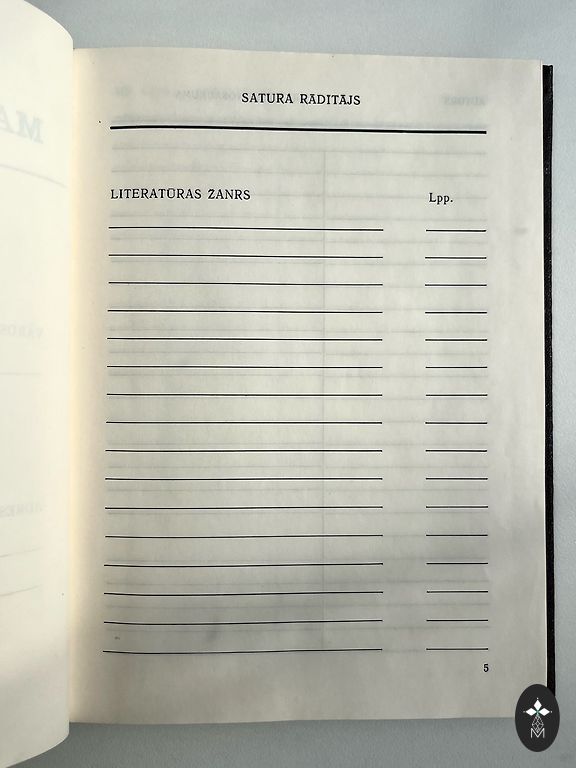 SATURA RĀDĪTĀJS
LITERATŪRAS ŽANRS Lpp.
5
M